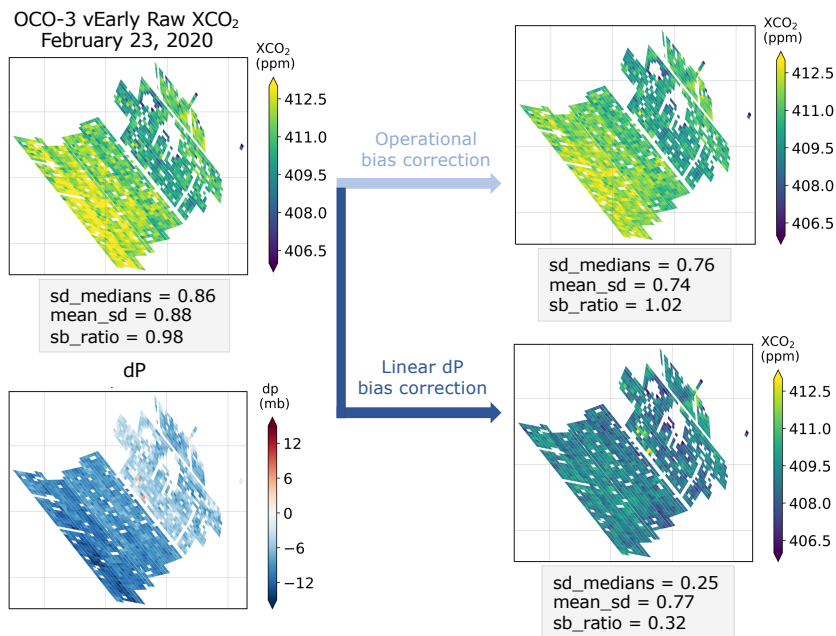 OCO-3 vEarly Raw XCO₂
February 23, 2020
XCO₂
(ppm)
412.5
411.0
409.5
408.0
406.5
sd_medians = 0.86
mean_sd = 0.88
sb_ratio = 0.98
Operational
bias correction
XCO₂
(ppm)
412.5
411.0
409.5
408.0
406.5
sd_medians = 0.76
mean_sd = 0.74
sb_ratio = 1.02
dP
dp
(mb)
12
6
0
−6
−12
Linear dP
bias correction
XCO₂
(ppm)
412.5
411.0
409.5
408.0
406.5
sd_medians = 0.25
mean_sd = 0.77
sb_ratio = 0.32